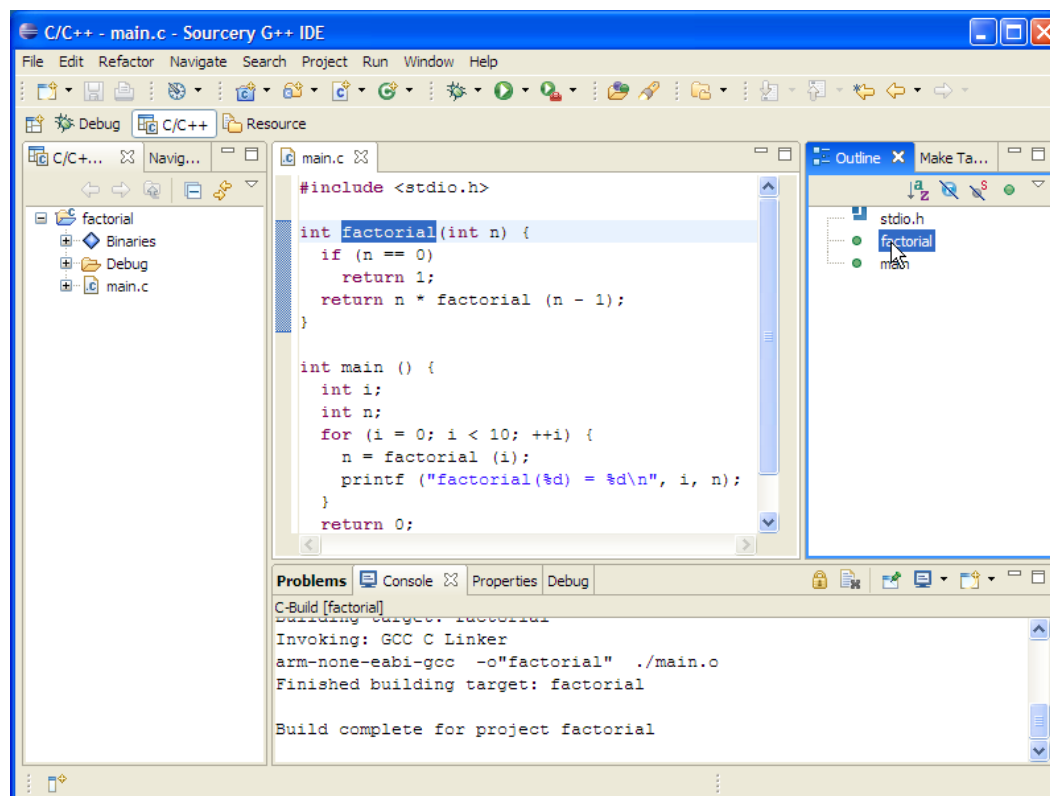 C/C++ - main.c - Sourcery G++ IDE
File Edit Refactor Navigate Search Project Run Window Help
Debug C/C++ Resource
C/C+... Navig...
factorial
Binaries
Debug
main.c
main.c
#include <stdio.h>
int factorial(int n) {
if (n == 0)
return 1;
return n * factorial (n - 1);
}
int main () {
int i;
int n;
for (i = 0; i < 10; ++i) {
n = factorial (i);
printf ("factorial(%d) = %d\n", i, n);
}
return 0;
Outline Make Ta...
stdio.h
factorial
main
Problems Console Properties Debug
C-Build [factorial]
Building target: factorial
Invoking: GCC C Linker
arm-none-eabi-gcc -o"factorial" ./main.o
Finished building target: factorial
Build complete for project factorial